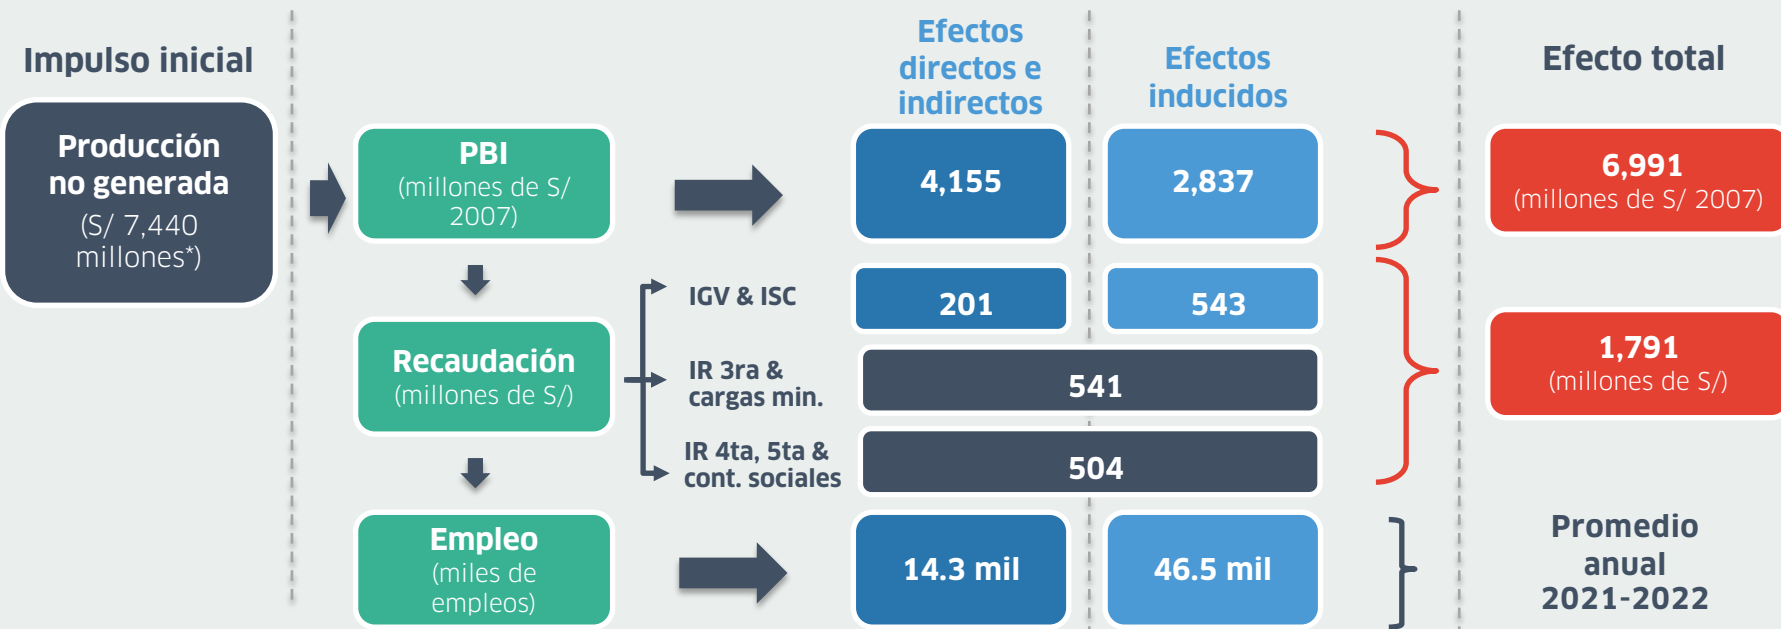 Impulso inicial
Producción
no generada
(S/ 7,440
millones*)
PBI
(millones de S/
2007)
Recaudación
(millones de S/)
Empleo
(miles de
empleos)
IGV & ISC
IR 3ra &
cargas min.
IR 4ta, 5ta &
cont. sociales
Efectos
directos e
indirectos
Efectos
inducidos
4,155
2,837
201
543
541
504
14.3 mil
46.5 mil
Efecto total
6,991
(millones de S/ 2007)
1,791
(millones de S/)
Promedio
anual
2021-2022